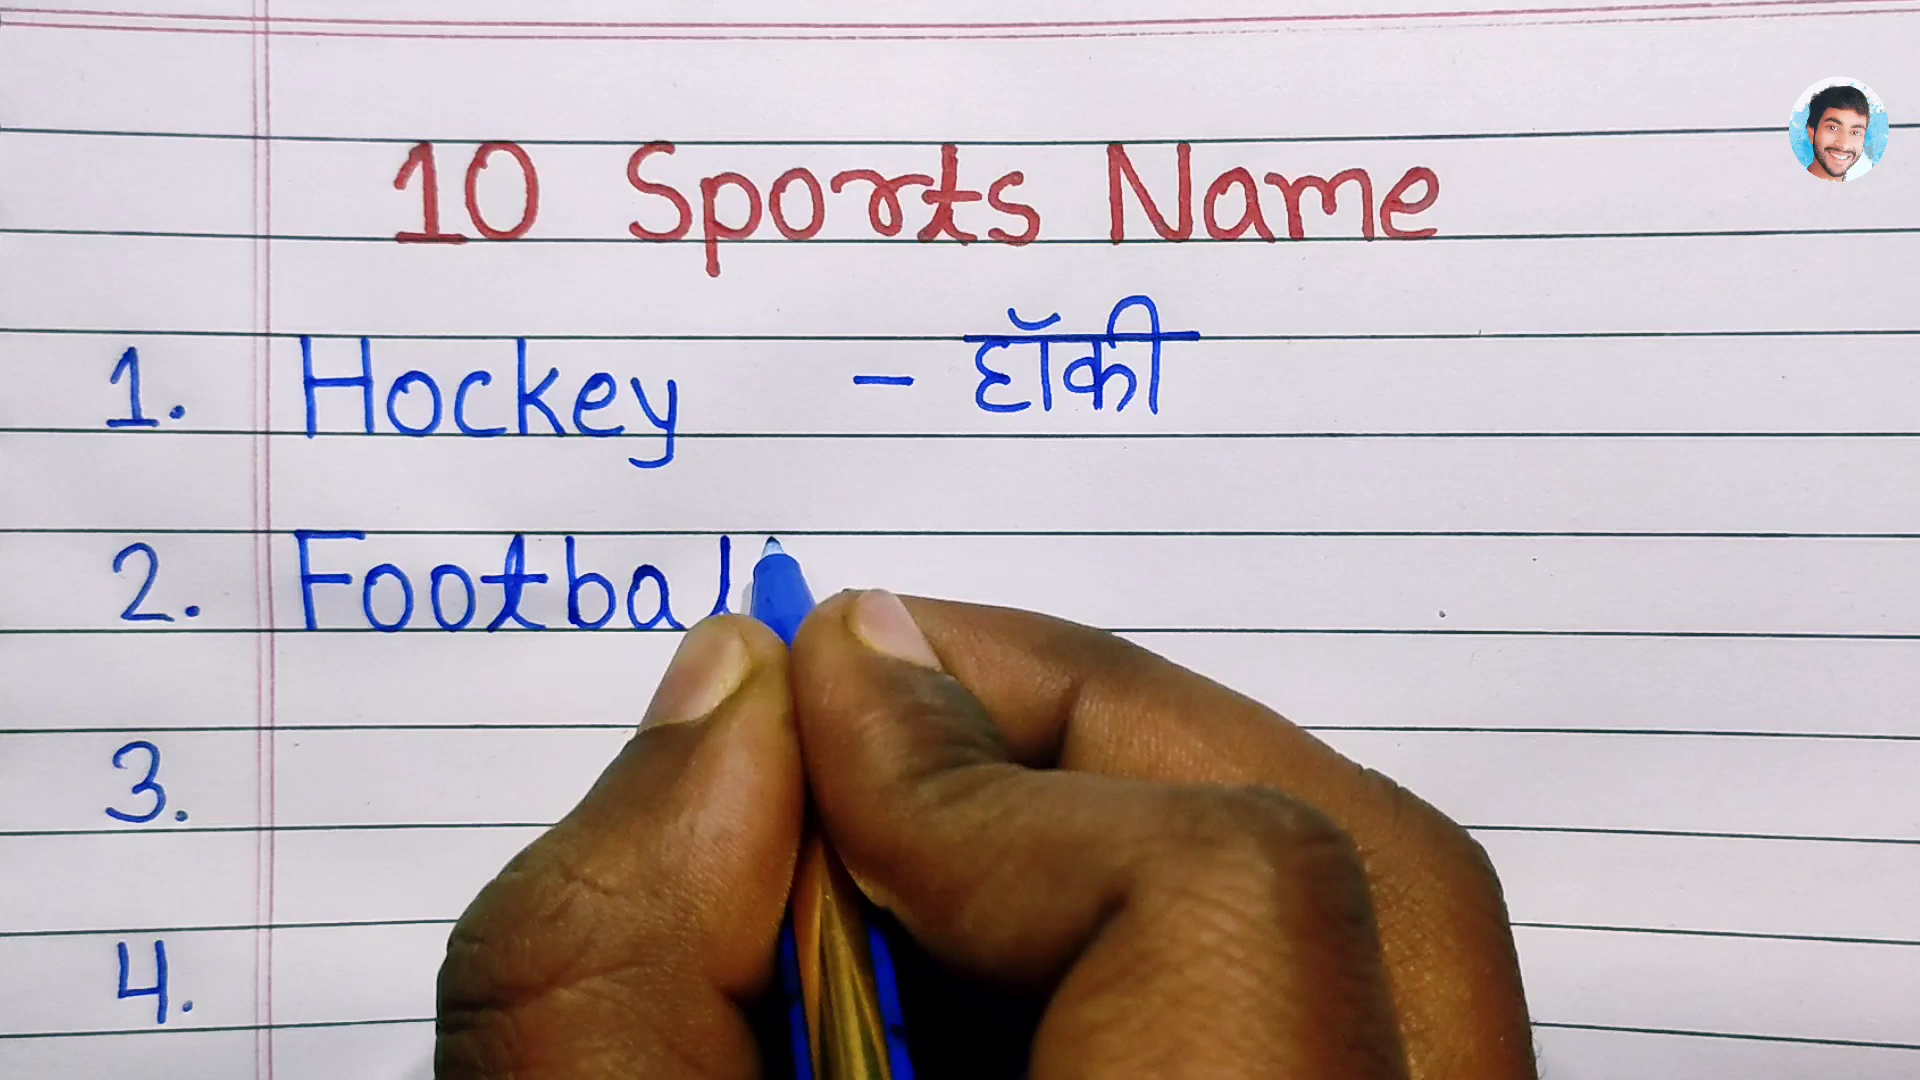 10 Sports Name
1. Hockey - हॉकी
2. Footbal
3.
4.